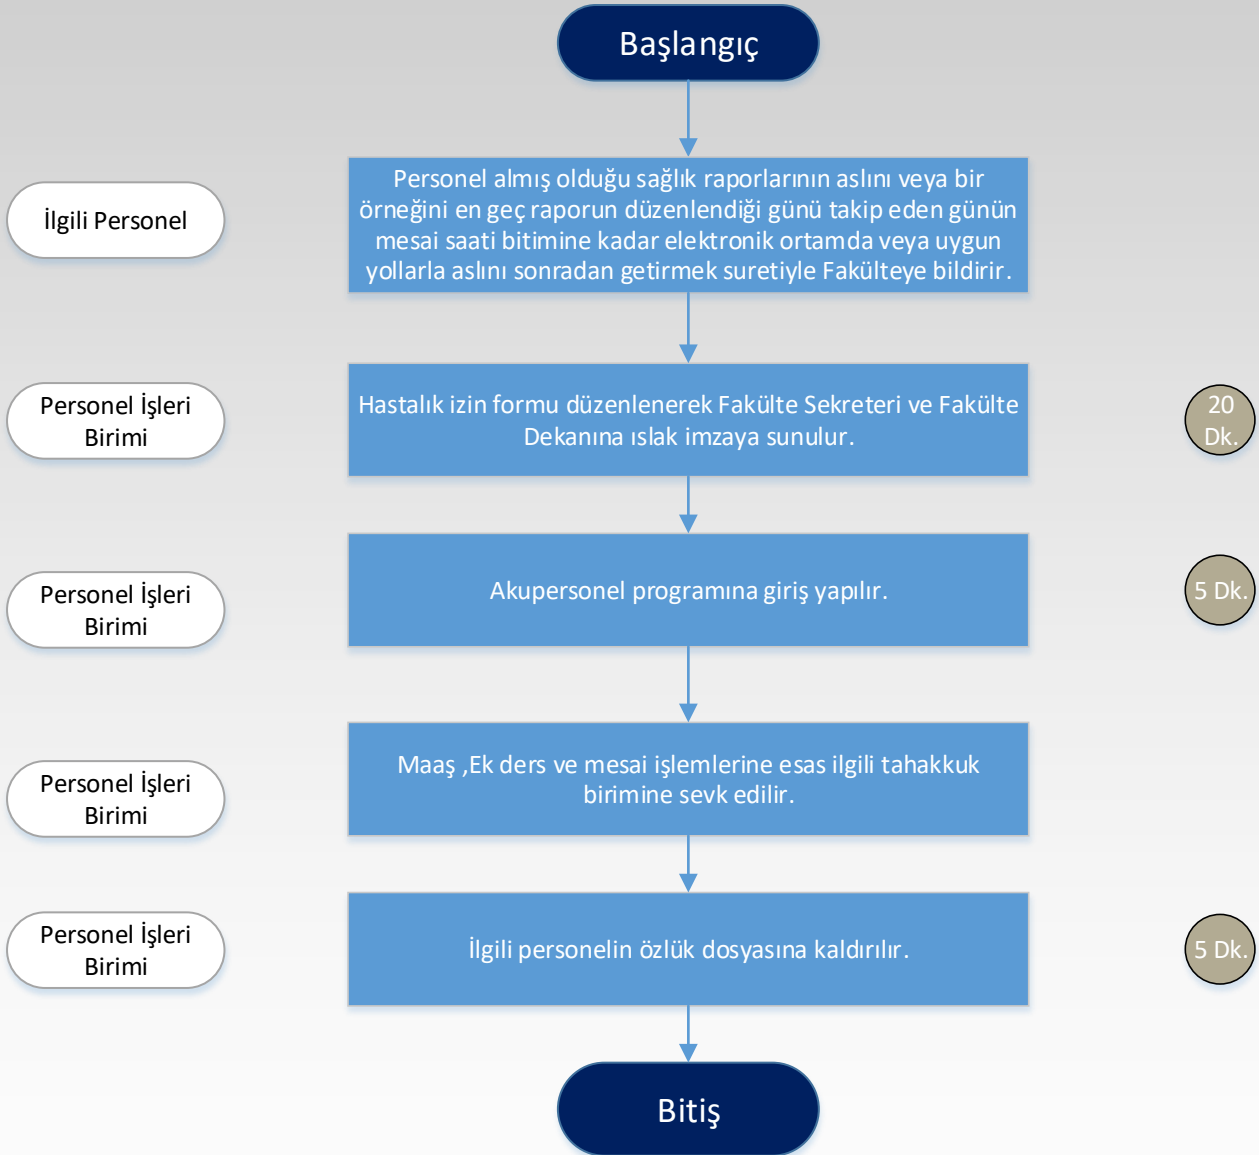 Başlangıç
İlgili Personel
Personel almış olduğu sağlık raporlarının aslını veya bir
örneğini en geç raporun düzenlendiği günü takip eden günün
mesai saati bitimine kadar elektronik ortamda veya uygun
yollarla aslını sonradan getirmek suretiyle Fakülteye bildirir.
Personel İşleri
Birimi
Hastalık izin formu düzenlenerek Fakülte Sekreteri ve Fakülte
Dekanına ıslak imzaya sunulur.
20
Dk.
Personel İşleri
Birimi
Akupersonel programına giriş yapılır.
5 Dk.
Personel İşleri
Birimi
Maaş ,Ek ders ve mesai işlemlerine esas ilgili tahakkuk
birimine sevk edilir.
Personel İşleri
Birimi
İlgili personelin özlük dosyasına kaldırılır.
5 Dk.
Bitiş